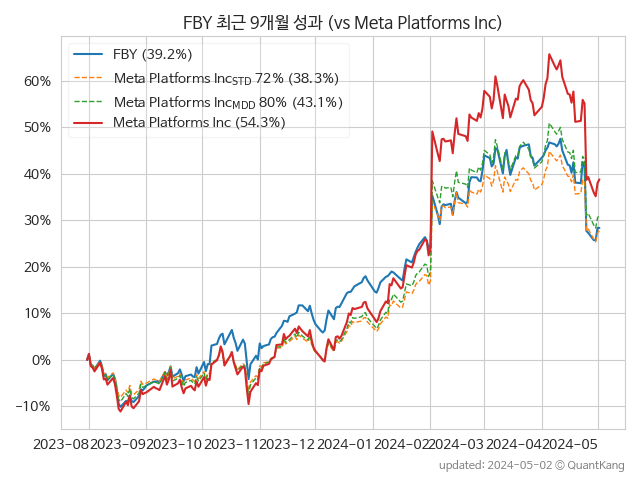 FBY 최근 9개월 성과 (vs Meta Platforms Inc)
FBY (39.2%)
Meta Platforms IncSTD 72% (38.3%)
Meta Platforms IncMDD 80% (43.1%)
Meta Platforms Inc (54.3%)
60%
50%
40%
30%
20%
10%
0%
−10%
2023-08 2023-09 2023-10 2023-11 2023-12 2024-01 2024-02 2024-03 2024-04 2024-05
updated: 2024-05-02 © QuantKang